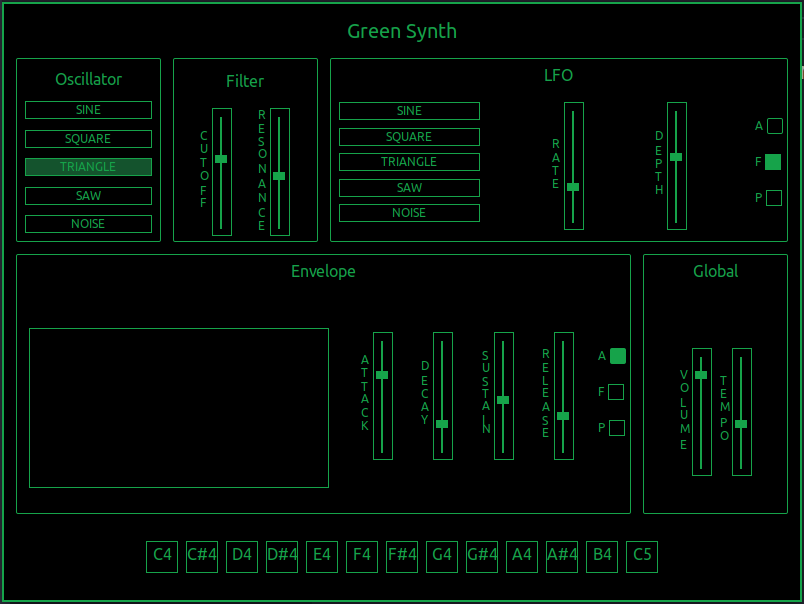 Green Synth
Oscillator
SINE
SQUARE
TRIANGLE
SAW
NOISE
Filter
CUTOFF
RESONANCE
LFO
SINE
SQUARE
TRIANGLE
SAW
NOISE
RATE
DEPTH
A
F
P
Envelope
ATTACK
DECAY
SUSTAIN
RELEASE
A
F
P
Global
VOLUME
TEMPO
C4 C#4 D4 D#4 E4 F4 F#4 G4 G#4 A4 A#4 B4 C5